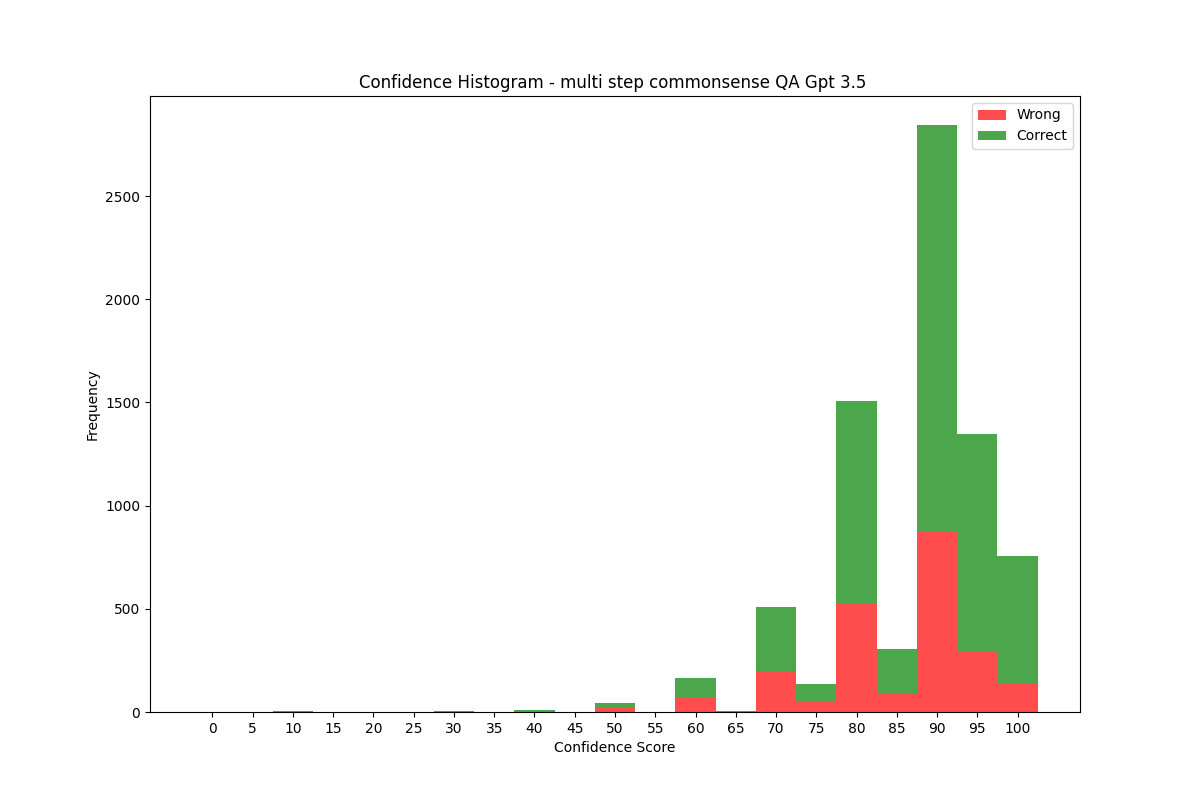 Confidence Histogram - multi step commonsense QA Gpt 3.5
Wrong
Correct
2500
2000
1500
1000
500
0
Frequency
0 5 10 15 20 25 30 35 40 45 50 55 60 65 70 75 80 85 90 95 100
Confidence Score